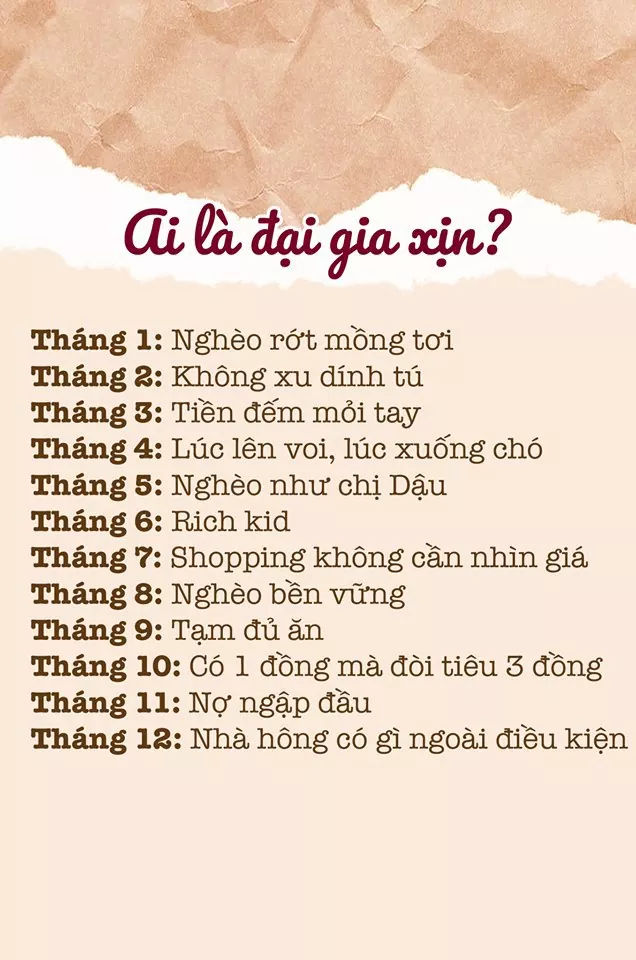 Ai là đại gia xịn?
Tháng 1: Nghèo rớt mồng tơi
Tháng 2: Không xu dính tú
Tháng 3: Tiền đếm mỏi tay
Tháng 4: Lúc lên voi, lúc xuống chó
Tháng 5: Nghèo như chị Dậu
Tháng 6: Rich kid
Tháng 7: Shopping không cần nhìn giá
Tháng 8: Nghèo bền vững
Tháng 9: Tạm đủ ăn
Tháng 10: Có 1 đồng mà đòi tiêu 3 đồng
Tháng 11: Nợ ngập đầu
Tháng 12: Nhà hông có gì ngoài điều kiện